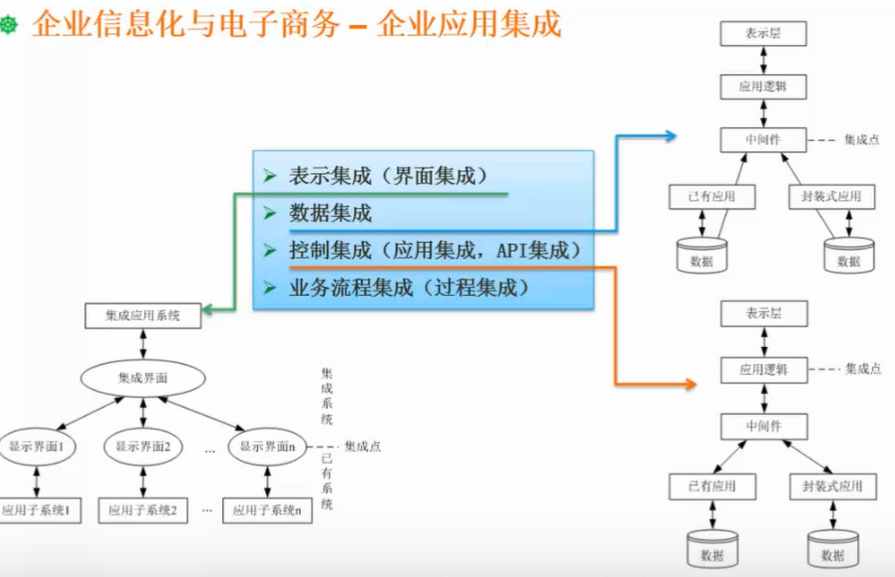 企业信息化与电子商务 – 企业应用集成
表示集成（界面集成）
数据集成
控制集成（应用集成，API集成）
业务流程集成（过程集成）
表示层
应用逻辑
中间件
集成点
已有应用
封装式应用
数据
数据
集成应用系统
集成界面
集成系统
显示界面1
显示界面2
...
显示界面n
集成点
已有系统
应用子系统1
应用子系统2
...
应用子系统n
表示层
应用逻辑
集成点
中间件
已有应用
封装式应用
数据
数据